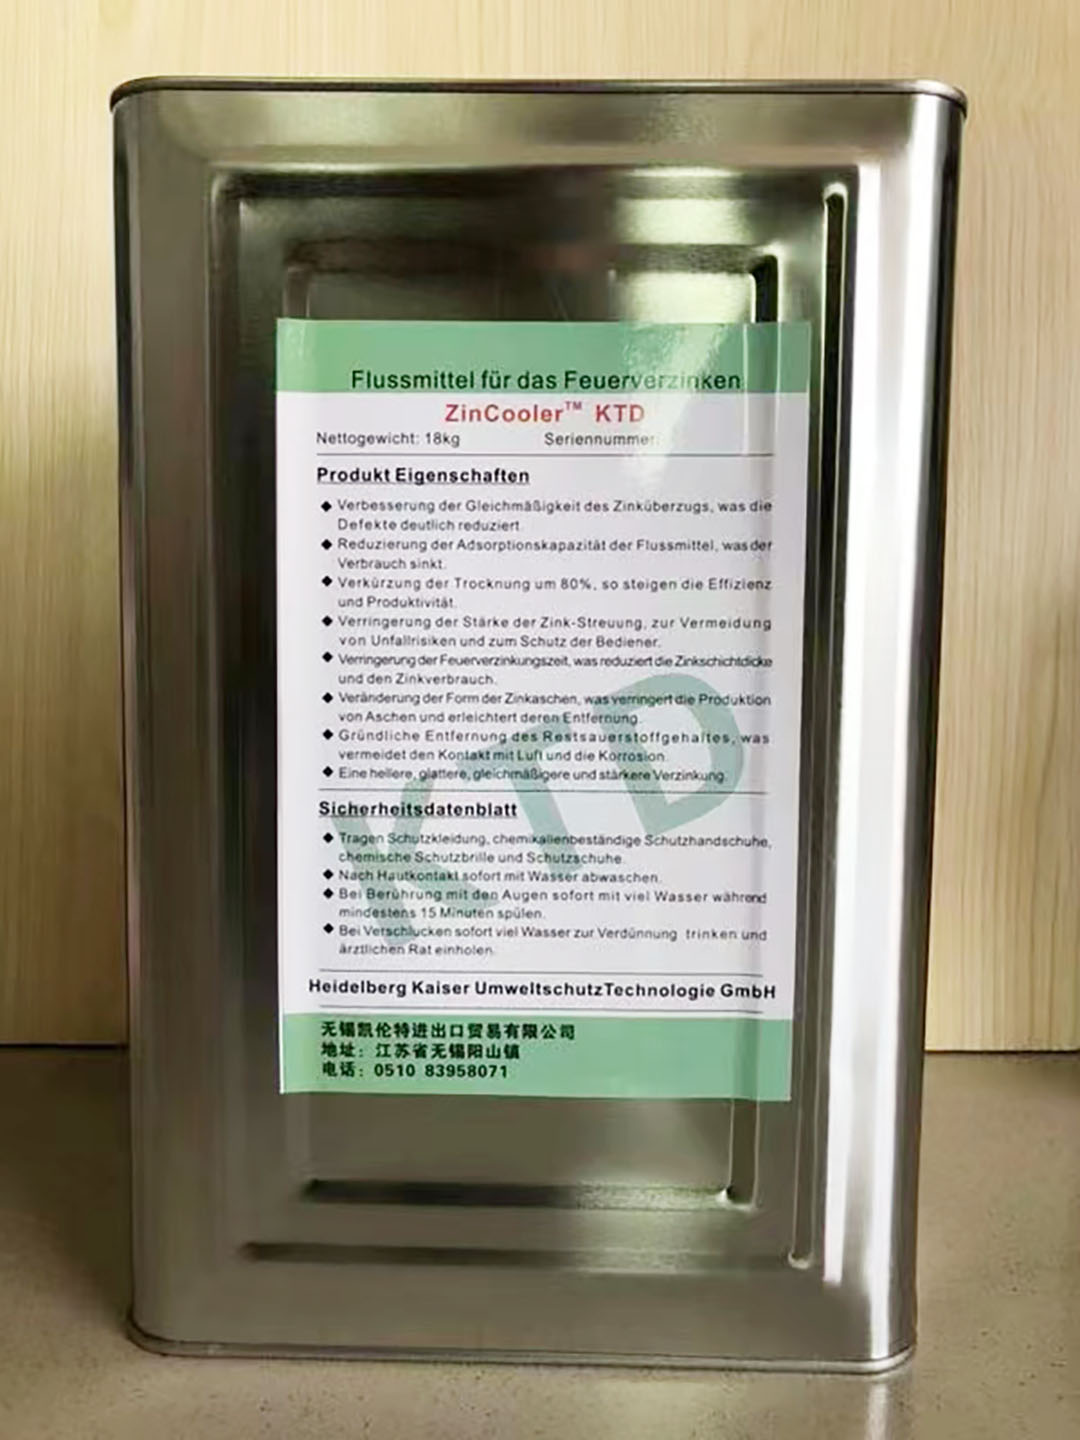 Flussmittel für das Feuerverzinken
ZinCooler™ KTD
Nettogewicht: 18kg Seriennummer:
Produkt Eigenschaften
◆ Verbesserung der Gleichmäßigkeit des Zinküberzugs, was die
Defekte deutlich reduziert.
◆ Reduzierung der Adsorptionskapazität der Flussmittel, was der
Verbrauch sinkt.
◆ Verkürzung der Trocknung um 80%, so steigen die Effizienz
und Produktivität.
◆ Verringerung der Stärke der Zink-Streuung, zur Vermeidung
von Unfallrisiken und zum Schutz der Bediener.
◆ Verringerung der Feuerverzinkungszeit, was reduziert die Zinkschichtdicke
und den Zinkverbrauch.
◆ Veränderung der Form der Zinkaschen, was verringert die Produktion
von Aschen und erleichtert deren Entfernung.
◆ Gründliche Entfernung des Restsauerstoffgehaltes, was
vermeidet den Kontakt mit Luft und die Korrosion.
◆ Eine hellere, glattere, gleichmäßigere und stärkere Verzinkung.
KTD
Sicherheitsdatenblatt
◆ Tragen Schutzkleidung, chemikalienbeständige Schutzhandschuhe,
chemische Schutzbrille und Schutzschuhe.
◆ Nach Hautkontakt sofort mit Wasser abwaschen.
◆ Bei Berührung mit den Augen sofort mit viel Wasser während
mindestens 15 Minuten spülen.
◆ Bei Verschlucken sofort viel Wasser zur Verdünnung trinken und
ärztlichen Rat einholen.
Heidelberg Kaiser UmweltschutzTechnologie GmbH
无锡凯伦特进出口贸易有限公司
地址：江苏省无锡阳山镇
电话：0510 83958071